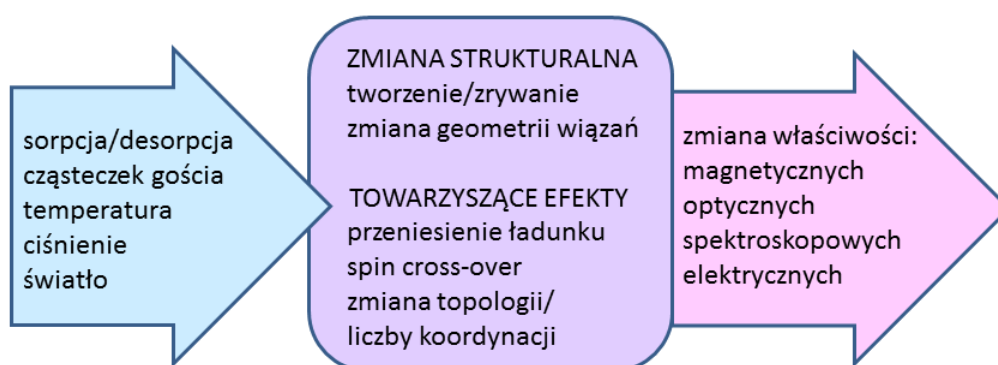 sorpcja/desorpcja
cząsteczek gościa
temperatura
ciśnienie
światło
ZMIANA STRUKTURALNA
tworzenie/zrywanie
zmiana geometrii wiązań
TOWARZYSZĄCE EFEKTY
przeniesienie ładunku
spin cross-over
zmiana topologii/
liczby koordynacji
zmiana właściwości:
magnetycznych
optycznych
spektroskopowych
elektrycznych